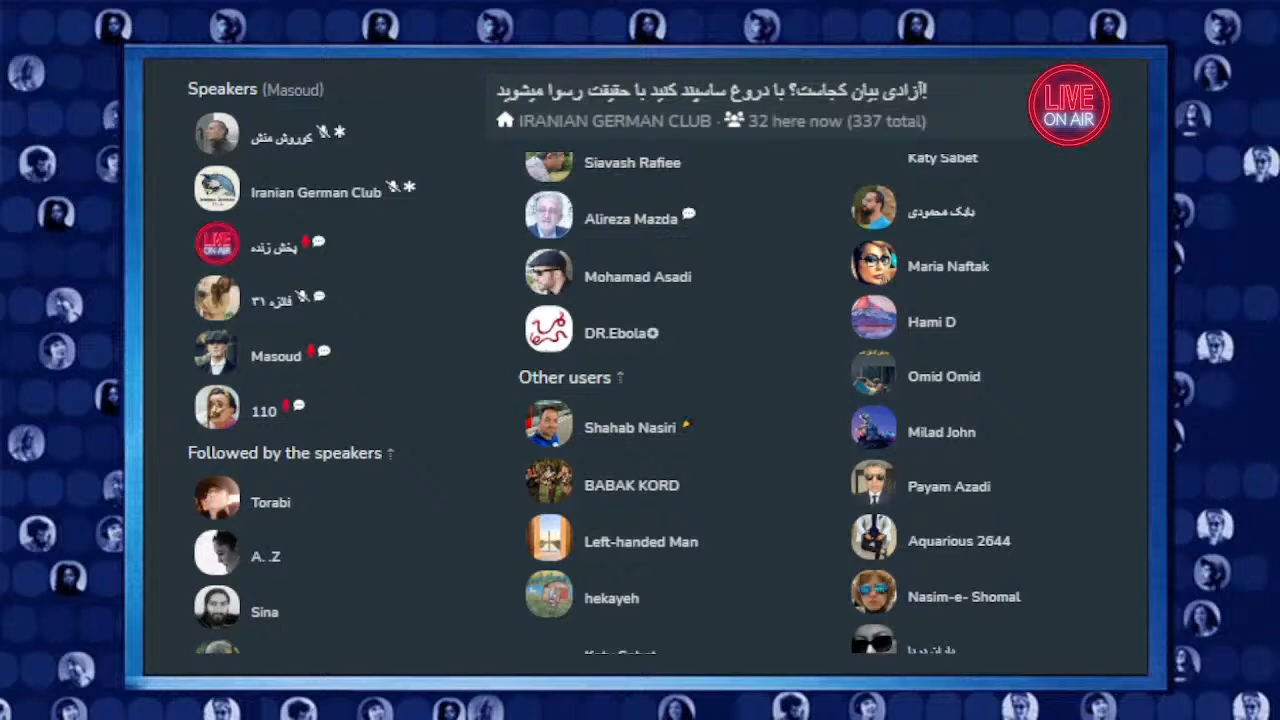 Speakers (Masoud)
کوروش منش
Iranian German Club
LIVE ON AIR
پخش زنده
فائزه ۳۱
Masoud
110
Followed by the speakers
Torabi
A. .Z
Sina
آزادی بیان کجاست؟ با دروغ ساسپند کنید با حقیقت رسوا میشوید!
IRANIAN GERMAN CLUB · 32 here now (337 total)
LIVE
ON AIR
Siavash Rafiee
Alireza Mazda
Mohamad Asadi
DR.Ebola
Other users
Shahab Nasiri
BABAK KORD
Left-handed Man
hekayeh
Katy Sabet
Katy Sabet
بابک محمودی
Maria Naftak
Hami D
Omid Omid
Milad John
Payam Azadi
Aquarious 2644
Nasim-e- Shomal